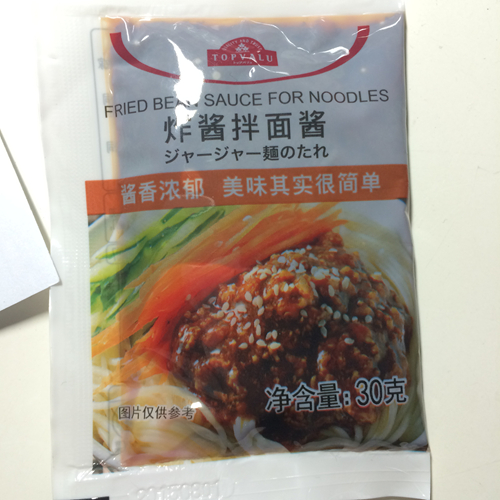 TOPVALU
FRIED BEAN SAUCE FOR NOODLES
炸酱拌面酱
ジャージャー麺のたれ
酱香浓郁 美味其实很简单
净含量:30克
图片仅供参考